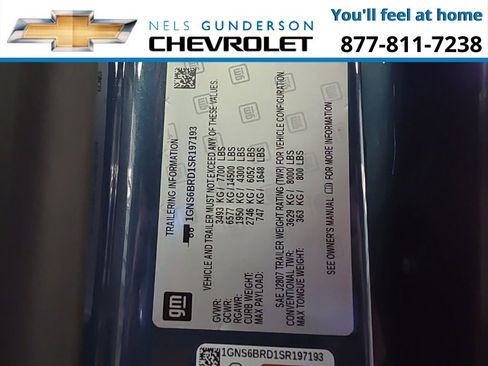 NELS GUNDERSON
CHEVROLET
You'll feel at home
877-811-7238
TRAILERING INFORMATION
1GNS6BRD1SR197193
VEHICLE AND TRAILER MUST NOT EXCEED ANY OF THESE VALUES.
GVWR: 3493 KG / 7700 LBS
GCWR: 6577 KG / 14500 LBS
RGAWR: 1950 KG / 4300 LBS
CURB WEIGHT: 2746 KG / 6052 LBS
MAX PAYLOAD: 747 KG / 1648 LBS
SAE J2807 TRAILER WEIGHT RATING (TWR) FOR VEHICLE CONFIGURATION.
CONVENTIONAL TWR: 3629 KG / 8000 LBS
MAX TONGUE WEIGHT: 363 KG / 800 LBS
SEE OWNER'S MANUAL FOR MORE INFORMATION
gm
1GNS6BRD1SR197193